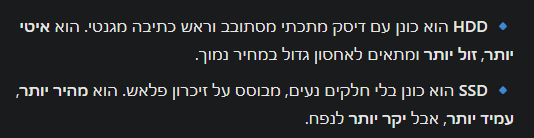 🔹 HDD הוא כונן עם דיסק מתכתי מסתובב וראש כתיבה מגנטי. הוא איטי
יותר, זול יותר ומתאים לאחסון גדול במחיר נמוך.
🔹 SSD הוא כונן בלי חלקים נעים, מבוסס על זיכרון פלאש. הוא מהיר יותר,
עמיד יותר, אבל יקר יותר לנפח.